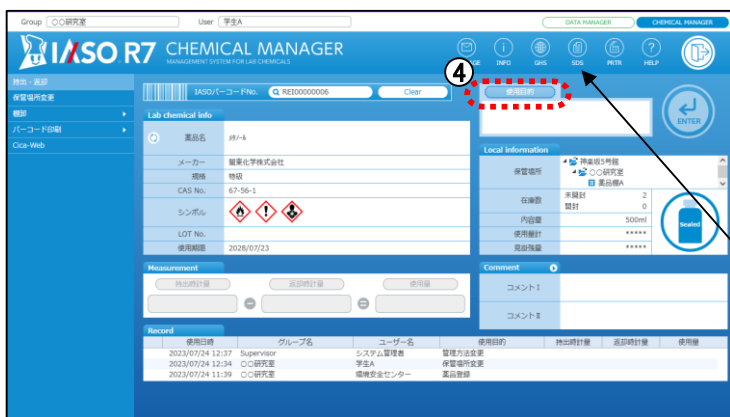 Group ○○研究室 User 学生A DATA MANAGER CHEMICAL MANAGER
IASO R7 CHEMICAL MANAGER
MANAGEMENT SYSTEM FOR LAB CHEMICALS
INFO GHS SDS PRTR HELP
④
持出・返却
保管場所変更
棚卸
バーコード印刷
Cica-Web
IASOバーコードNo. REI00000006 Clear
使用目的
ENTER
Lab chemical info
薬品名 メタノール
メーカー 関東化学株式会社
規格 特級
CAS No. 67-56-1
シンボル
LOT No.
使用期限 2028/07/23
Local information
保管場所 神楽坂5号館
○○研究室
薬品棚A
在庫数 未開封 2
開封 0
内容量 500ml
使用量計 *****
見掛残量 *****
Sealed
Measurement
持出時計量 返却時計量 使用量
Comment
コメントⅠ
コメントⅡ
Record
使用日時 グループ名 ユーザー名 使用目的 持出時計量 返却時計量 使用量
2023/07/24 12:37 Supervisor システム管理者 管理方法変更
2023/07/24 12:34 ○○研究室 学生A 保管場所変更
2023/07/24 11:39 ○○研究室 環境安全センター 薬品登録